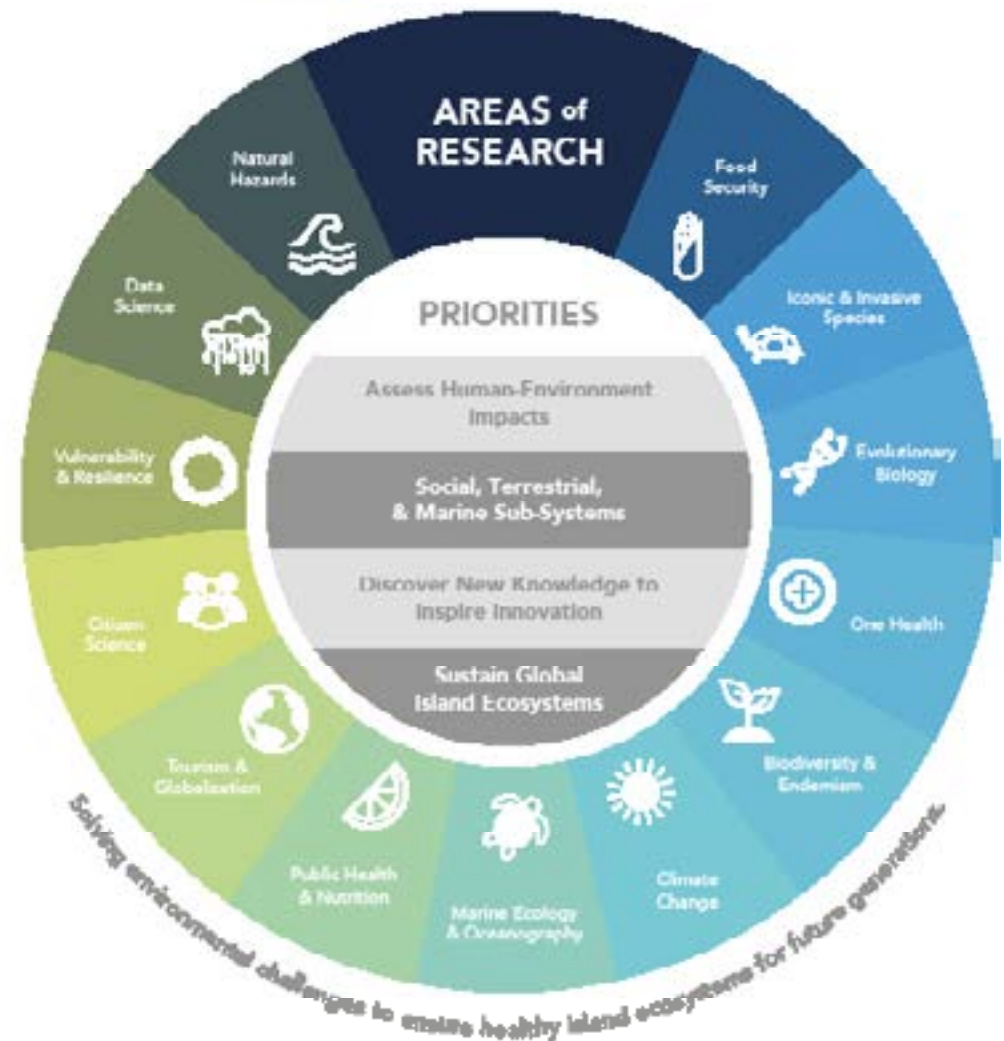 AREAS of
RESEARCH
Food
Security
Iconic & Invasive
Species
Evolutionary
Biology
One Health
Biodiversity &
Endemism
Climate
Change
Marine Ecology
& Oceanography
Public Health
& Nutrition
Tourism &
Globalization
Citizen
Science
Vulnerability
& Resilience
Data
Science
Natural
Hazards
PRIORITIES
Assess Human-Environment
Impacts
Social, Terrestrial,
& Marine Sub-Systems
Discover New Knowledge to
Inspire Innovation
Sustain Global
Island Ecosystems
Solving environmental challenges to ensure healthy island ecosystems for future generations.